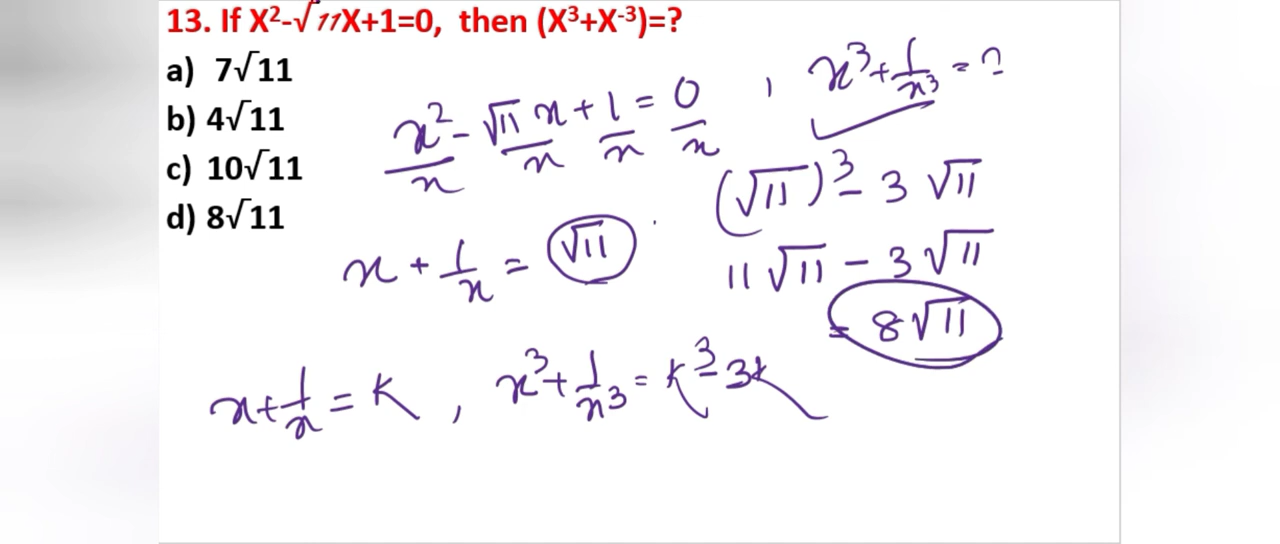 13. If X²-√11X+1=0, then (X³+X⁻³)=?
a) 7√11
b) 4√11
c) 10√11
d) 8√11
x²/x - √11 x/x + 1/x = 0/x , x³ + 1/x³ = ?
x + 1/x = √11
(√11)³ - 3 √11
11 √11 - 3 √11
= 8√11
x + 1/x = K , x³ + 1/x³ = K³ - 3K